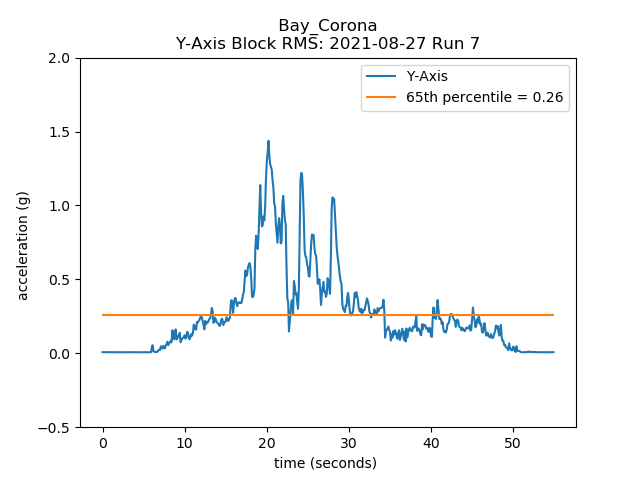 Bay_Corona
Y-Axis Block RMS: 2021-08-27 Run 7
Y-Axis
65th percentile = 0.26
acceleration (g)
2.0
1.5
1.0
0.5
0.0
−0.5
0 10 20 30 40 50
time (seconds)